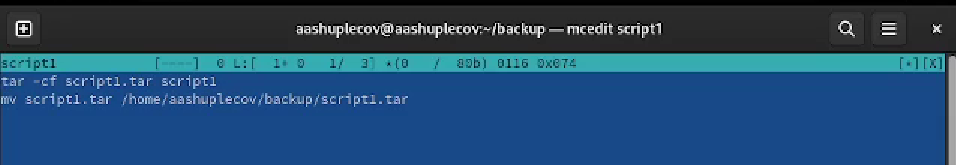 aashuplecov@aashuplecov:~/backup — mcedit script1
script1 [----] 0 L:[ 1+ 0 1/ 3] *(0 / 80b) 0116 0x074 [*][X]
tar -cf script1.tar script1
mv script1.tar /home/aashuplecov/backup/script1.tar